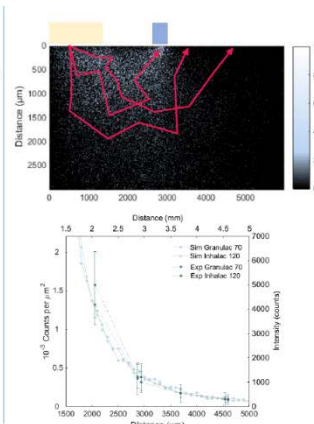 0
500
1000
1500
2000
2500
Distance (μm)
0 1000 2000 3000 4000 5000
Distance (mm)
1.5 2 2.5 3 3.5 4 4.5 5
Sim Granulac 70
Sim Inhalac 120
Exp Granulac 70
Exp Inhalac 120
2
1.5
1
0.5
0
10⁻³ Counts per μm²
7000
6000
5000
4000
3000
2000
1000
0
Intensity (counts)
1500 2000 2500 3000 3500 4000 4500 5000
Distance (μm)